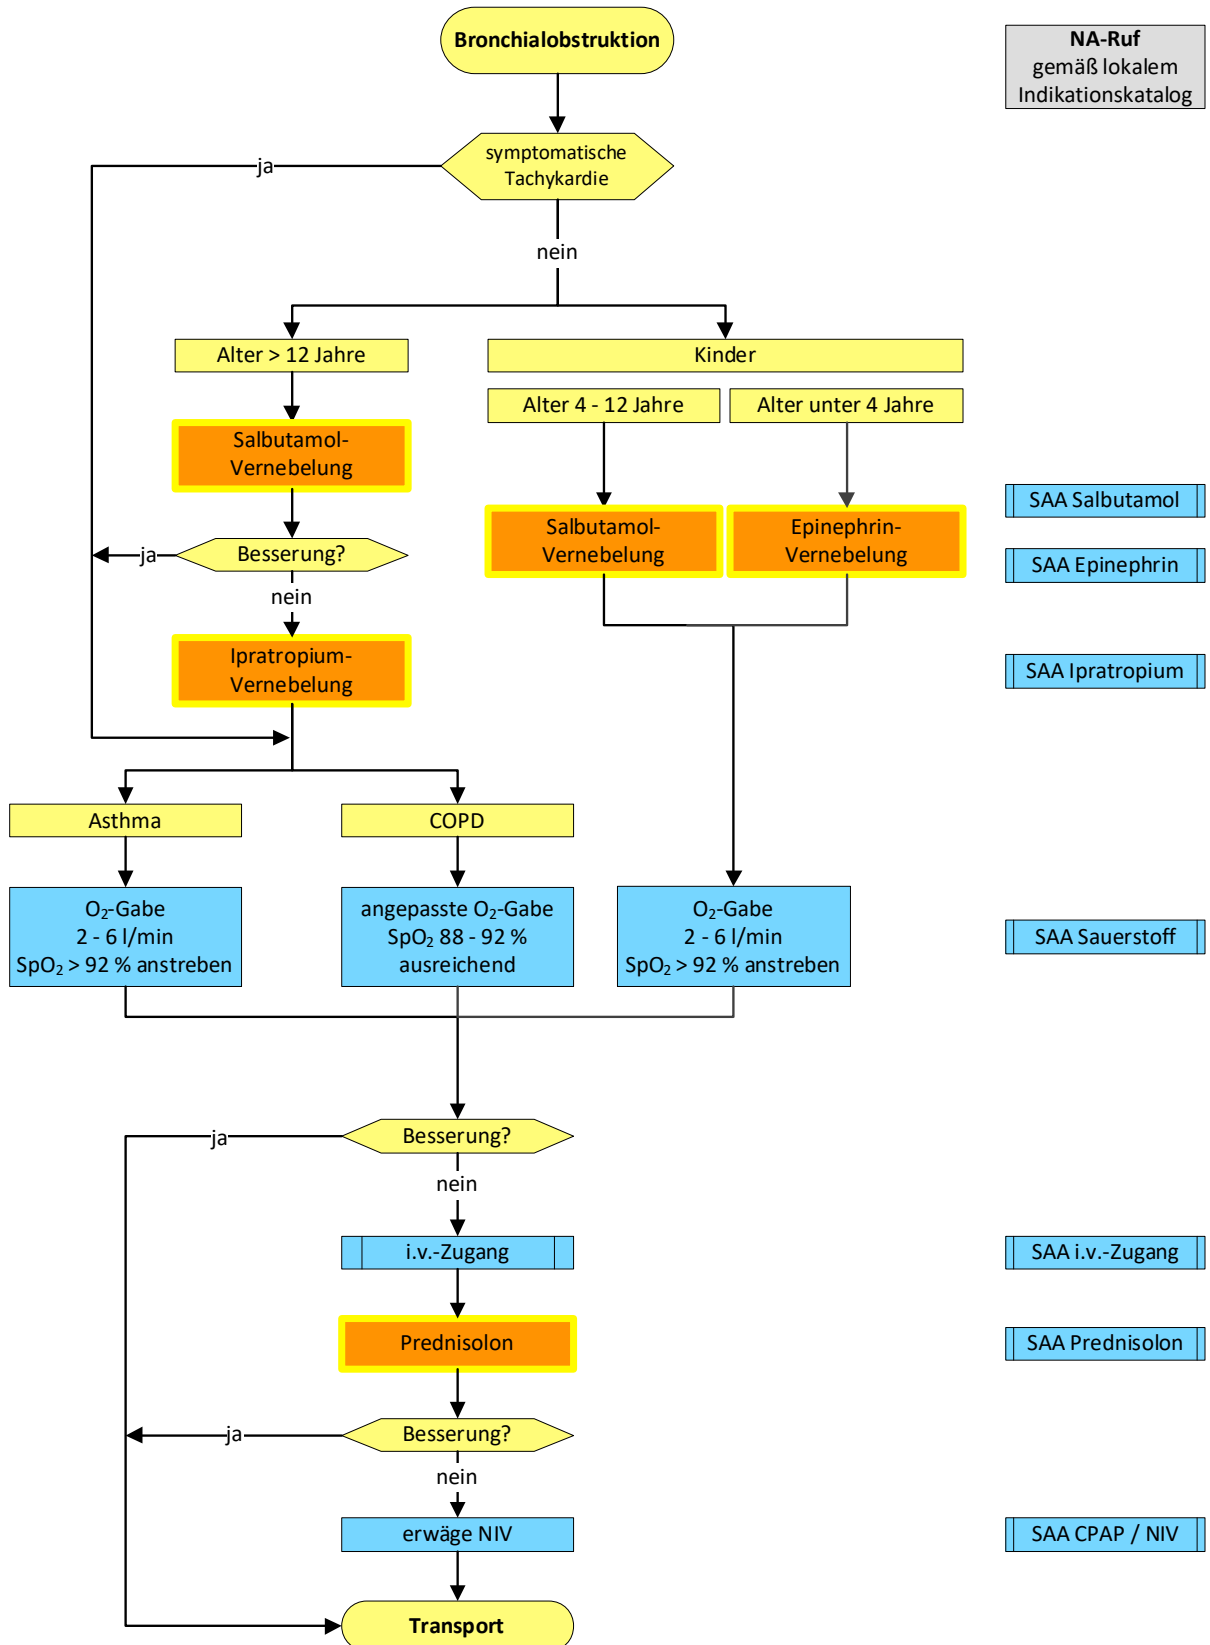 Bronchialobstruktion
NA-Ruf
gemäß lokalem
Indikationskatalog
symptomatische
Tachykardie
ja
nein
Alter > 12 Jahre
Kinder
Alter 4 - 12 Jahre
Alter unter 4 Jahre
Salbutamol-
Vernebelung
SAA Salbutamol
Salbutamol-
Vernebelung
Epinephrin-
Vernebelung
ja
Besserung?
SAA Epinephrin
nein
Ipratropium-
Vernebelung
SAA Ipratropium
Asthma
COPD
O₂-Gabe
2 - 6 l/min
SpO₂ > 92 % anstreben
angepasste O₂-Gabe
SpO₂ 88 - 92 %
ausreichend
O₂-Gabe
2 - 6 l/min
SpO₂ > 92 % anstreben
SAA Sauerstoff
ja
Besserung?
nein
i.v.-Zugang
SAA i.v.-Zugang
Prednisolon
SAA Prednisolon
ja
Besserung?
nein
erwäge NIV
SAA CPAP / NIV
Transport